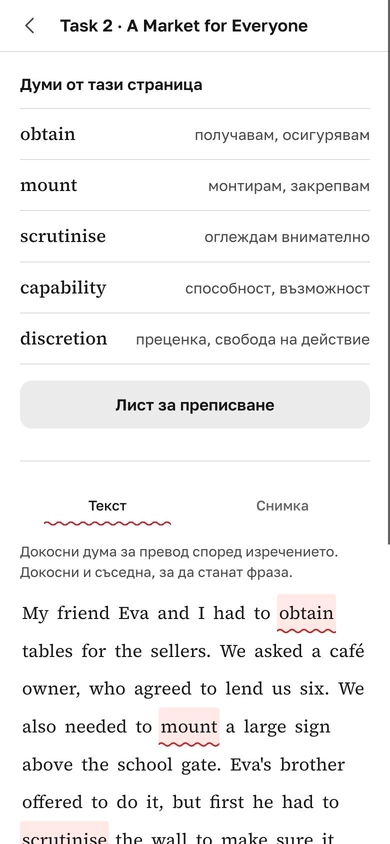 Task 2 · A Market for Everyone
Думи от тази страница
obtain получавам, осигурявам
mount монтирам, закрепвам
scrutinise оглеждам внимателно
capability способност, възможност
discretion преценка, свобода на действие
Лист за преписване
Текст Снимка
Докосни дума за превод според изречението.
Докосни и съседна, за да станат фраза.
My friend Eva and I had to obtain
tables for the sellers. We asked a café
owner, who agreed to lend us six. We
also needed to mount a large sign
above the school gate. Eva's brother
offered to do it, but first he had to
scrutinise the wall to make sure it